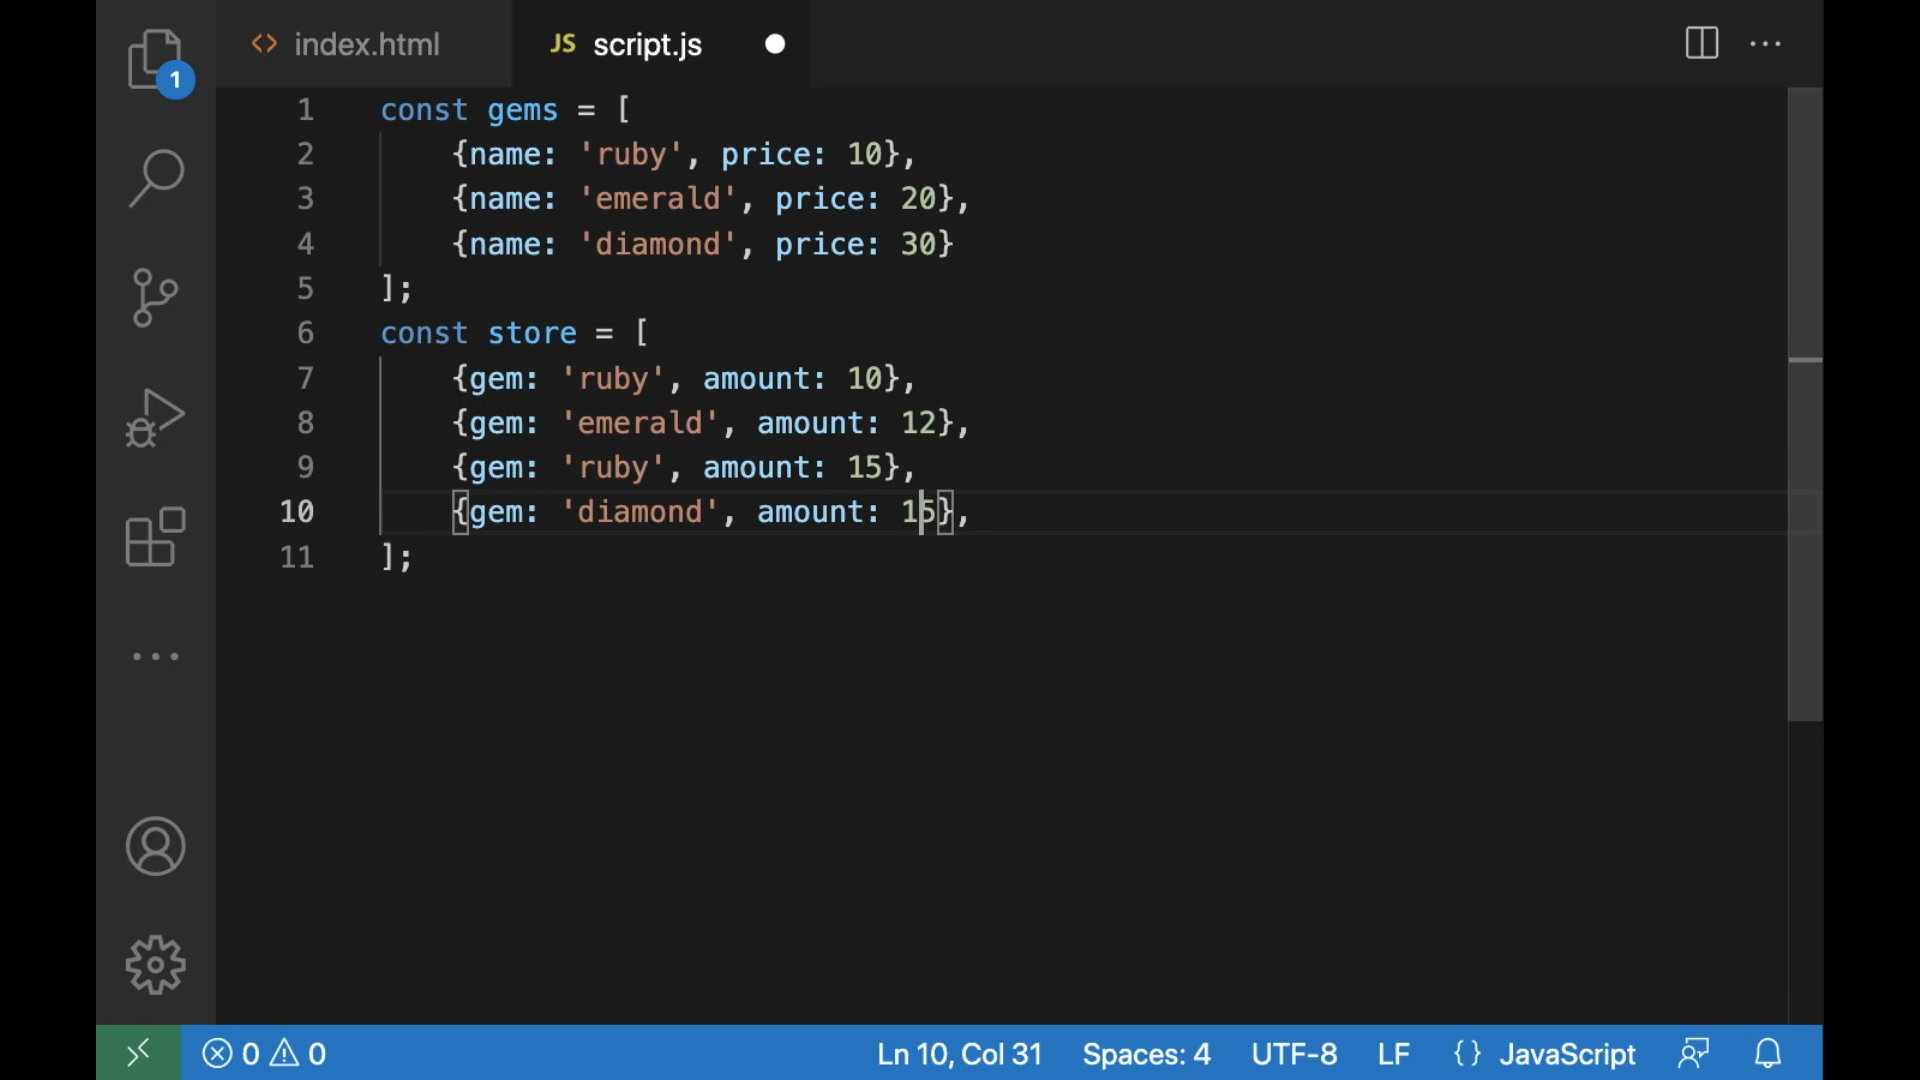 <> index.html JS script.js
1 const gems = [
2 {name: 'ruby', price: 10},
3 {name: 'emerald', price: 20},
4 {name: 'diamond', price: 30}
5 ];
6 const store = [
7 {gem: 'ruby', amount: 10},
8 {gem: 'emerald', amount: 12},
9 {gem: 'ruby', amount: 15},
10 {gem: 'diamond', amount: 15},
11 ];
1
0 0 Ln 10, Col 31 Spaces: 4 UTF-8 LF {} JavaScript